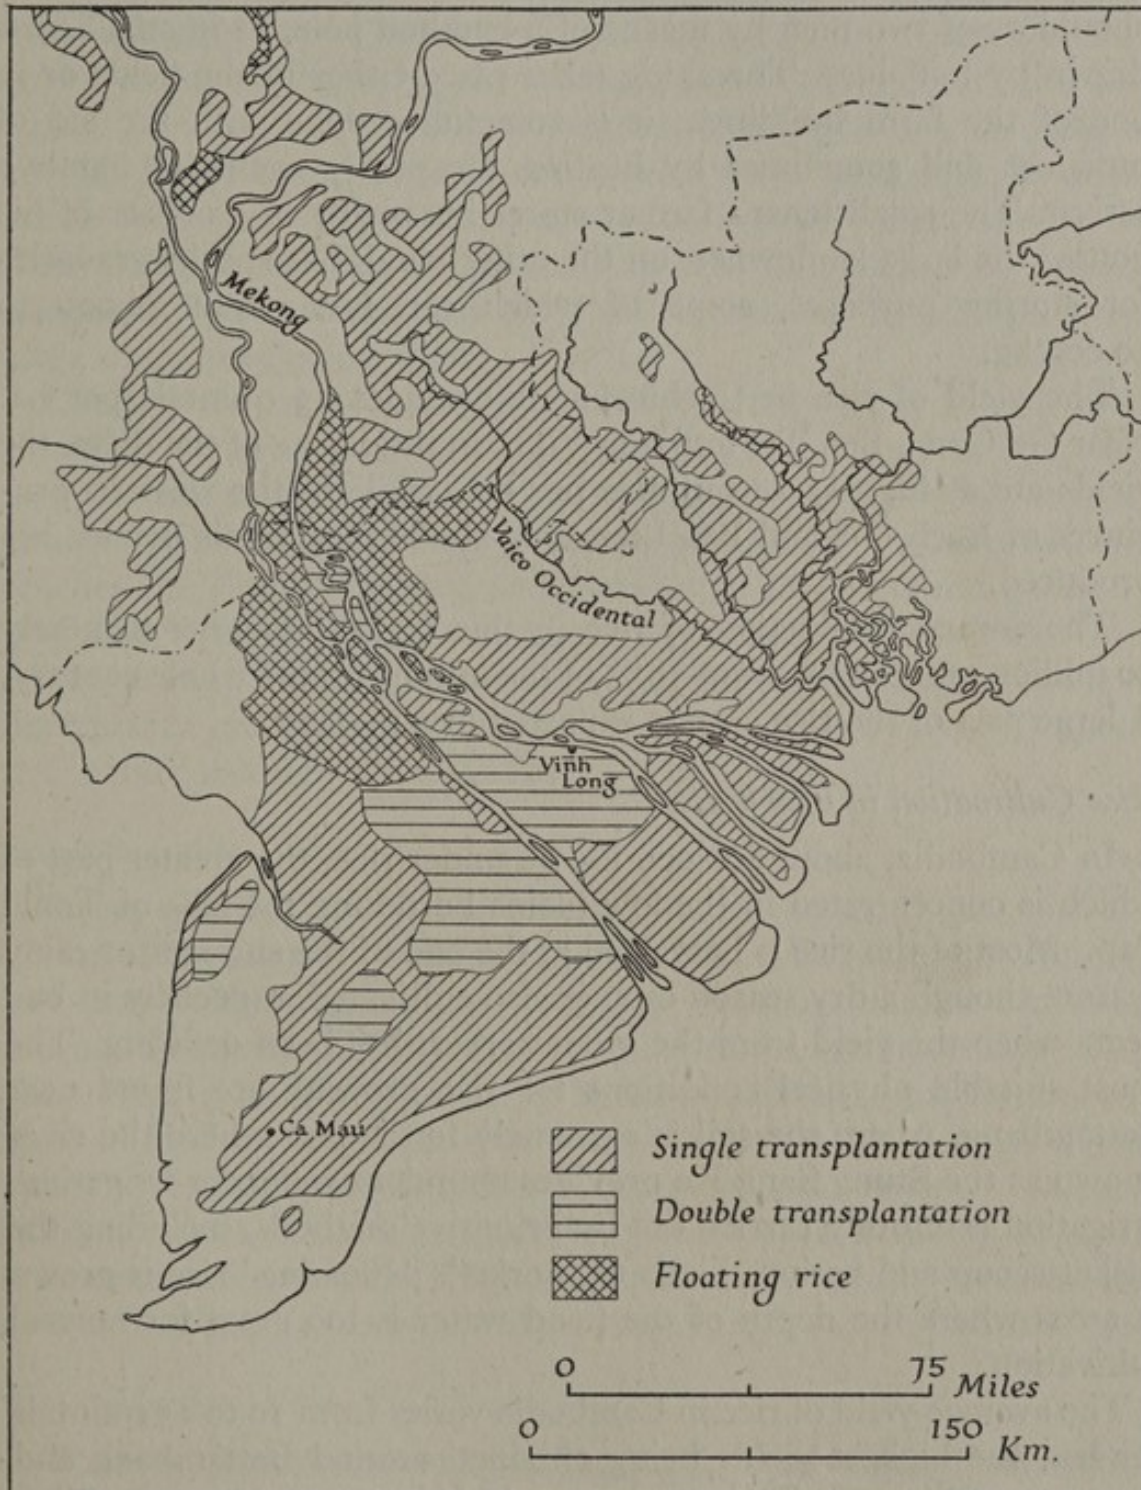 Mekong
Vaico Occidental
Vinh
Long
Ca Mau
Single transplantation
Double transplantation
Floating rice
0 75 Miles
0 150 Km.